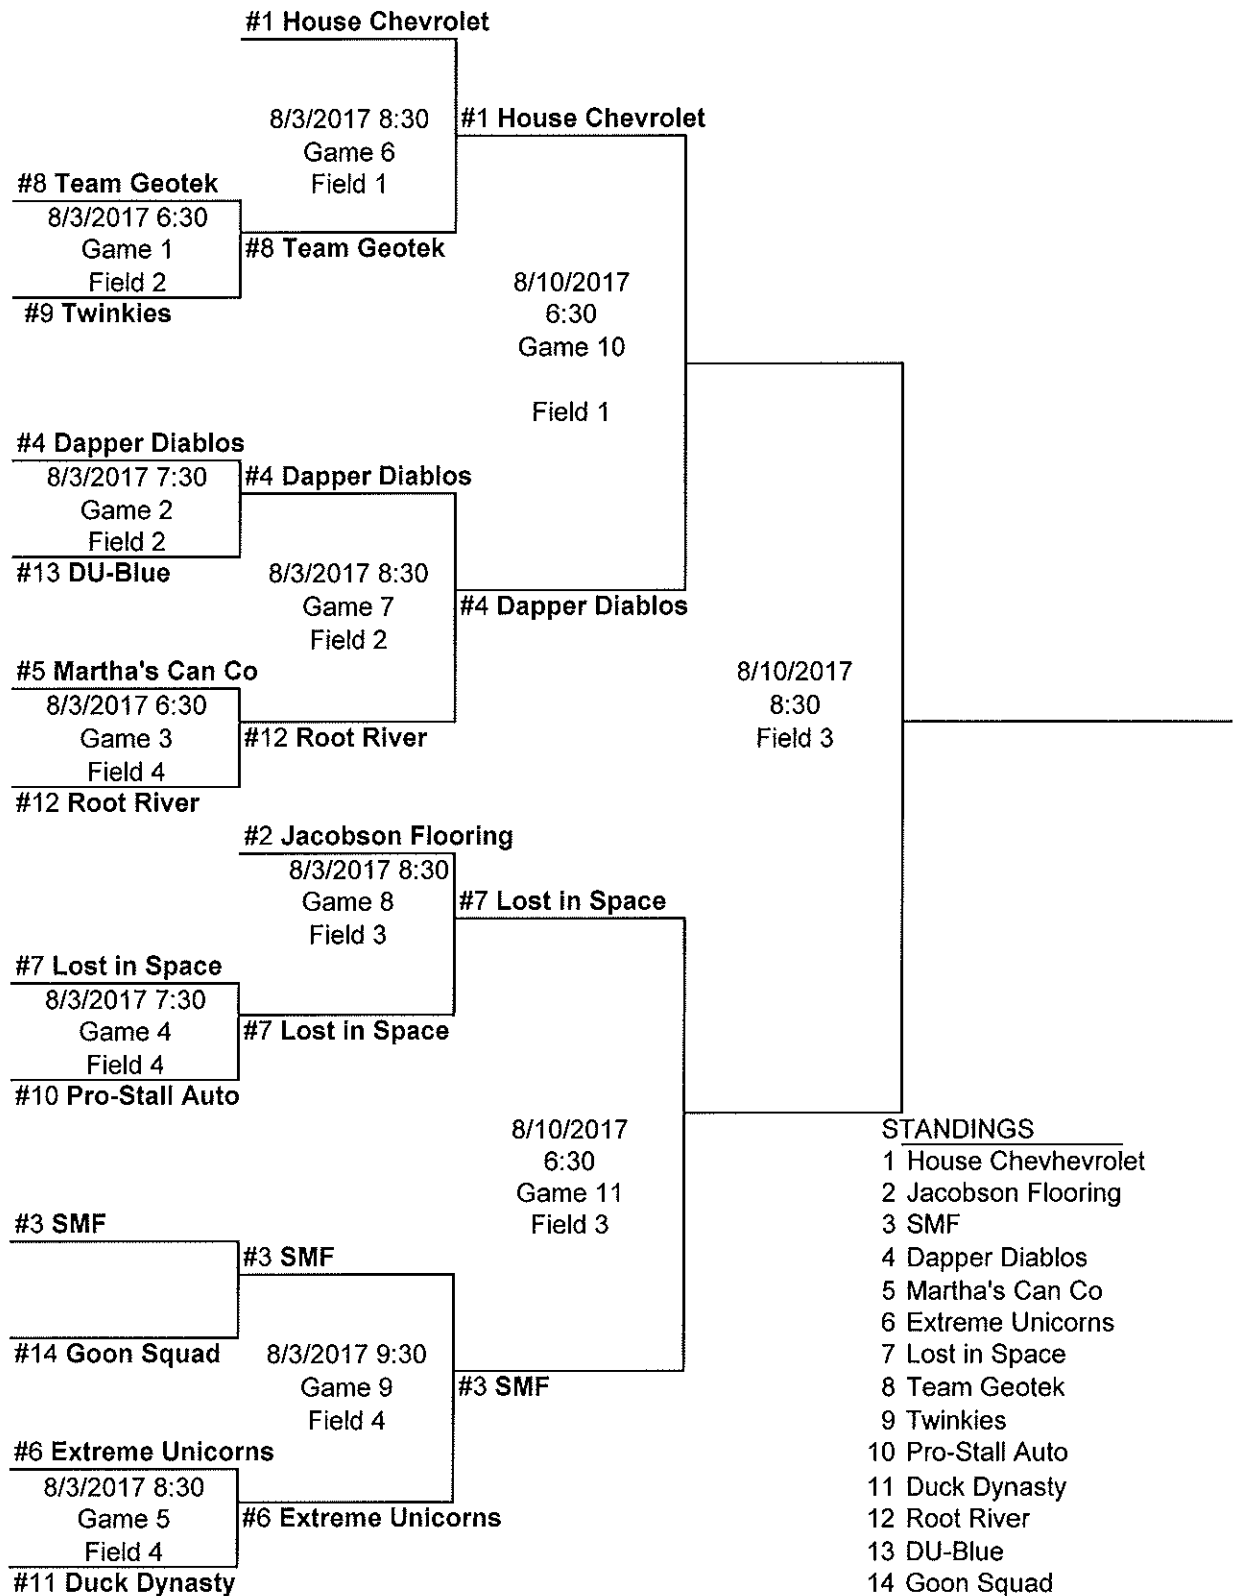 #1 House Chevrolet
8/3/2017 8:30
Game 6
Field 1
#1 House Chevrolet
#8 Team Geotek
8/3/2017 6:30
Game 1
Field 2
#9 Twinkies
#8 Team Geotek
8/10/2017
6:30
Game 10
Field 1
#4 Dapper Diablos
8/3/2017 7:30
Game 2
Field 2
#13 DU-Blue
#4 Dapper Diablos
8/3/2017 8:30
Game 7
Field 2
#4 Dapper Diablos
#5 Martha's Can Co
8/3/2017 6:30
Game 3
Field 4
#12 Root River
#12 Root River
8/10/2017
8:30
Field 3
#2 Jacobson Flooring
8/3/2017 8:30
Game 8
Field 3
#7 Lost in Space
#7 Lost in Space
8/3/2017 7:30
Game 4
Field 4
#10 Pro-Stall Auto
#7 Lost in Space
8/10/2017
6:30
Game 11
Field 3
#3 SMF
#14 Goon Squad
#3 SMF
8/3/2017 9:30
Game 9
Field 4
#3 SMF
#6 Extreme Unicorns
8/3/2017 8:30
Game 5
Field 4
#11 Duck Dynasty
#6 Extreme Unicorns
STANDINGS
1 House Chevhevrolet
2 Jacobson Flooring
3 SMF
4 Dapper Diablos
5 Martha's Can Co
6 Extreme Unicorns
7 Lost in Space
8 Team Geotek
9 Twinkies
10 Pro-Stall Auto
11 Duck Dynasty
12 Root River
13 DU-Blue
14 Goon Squad